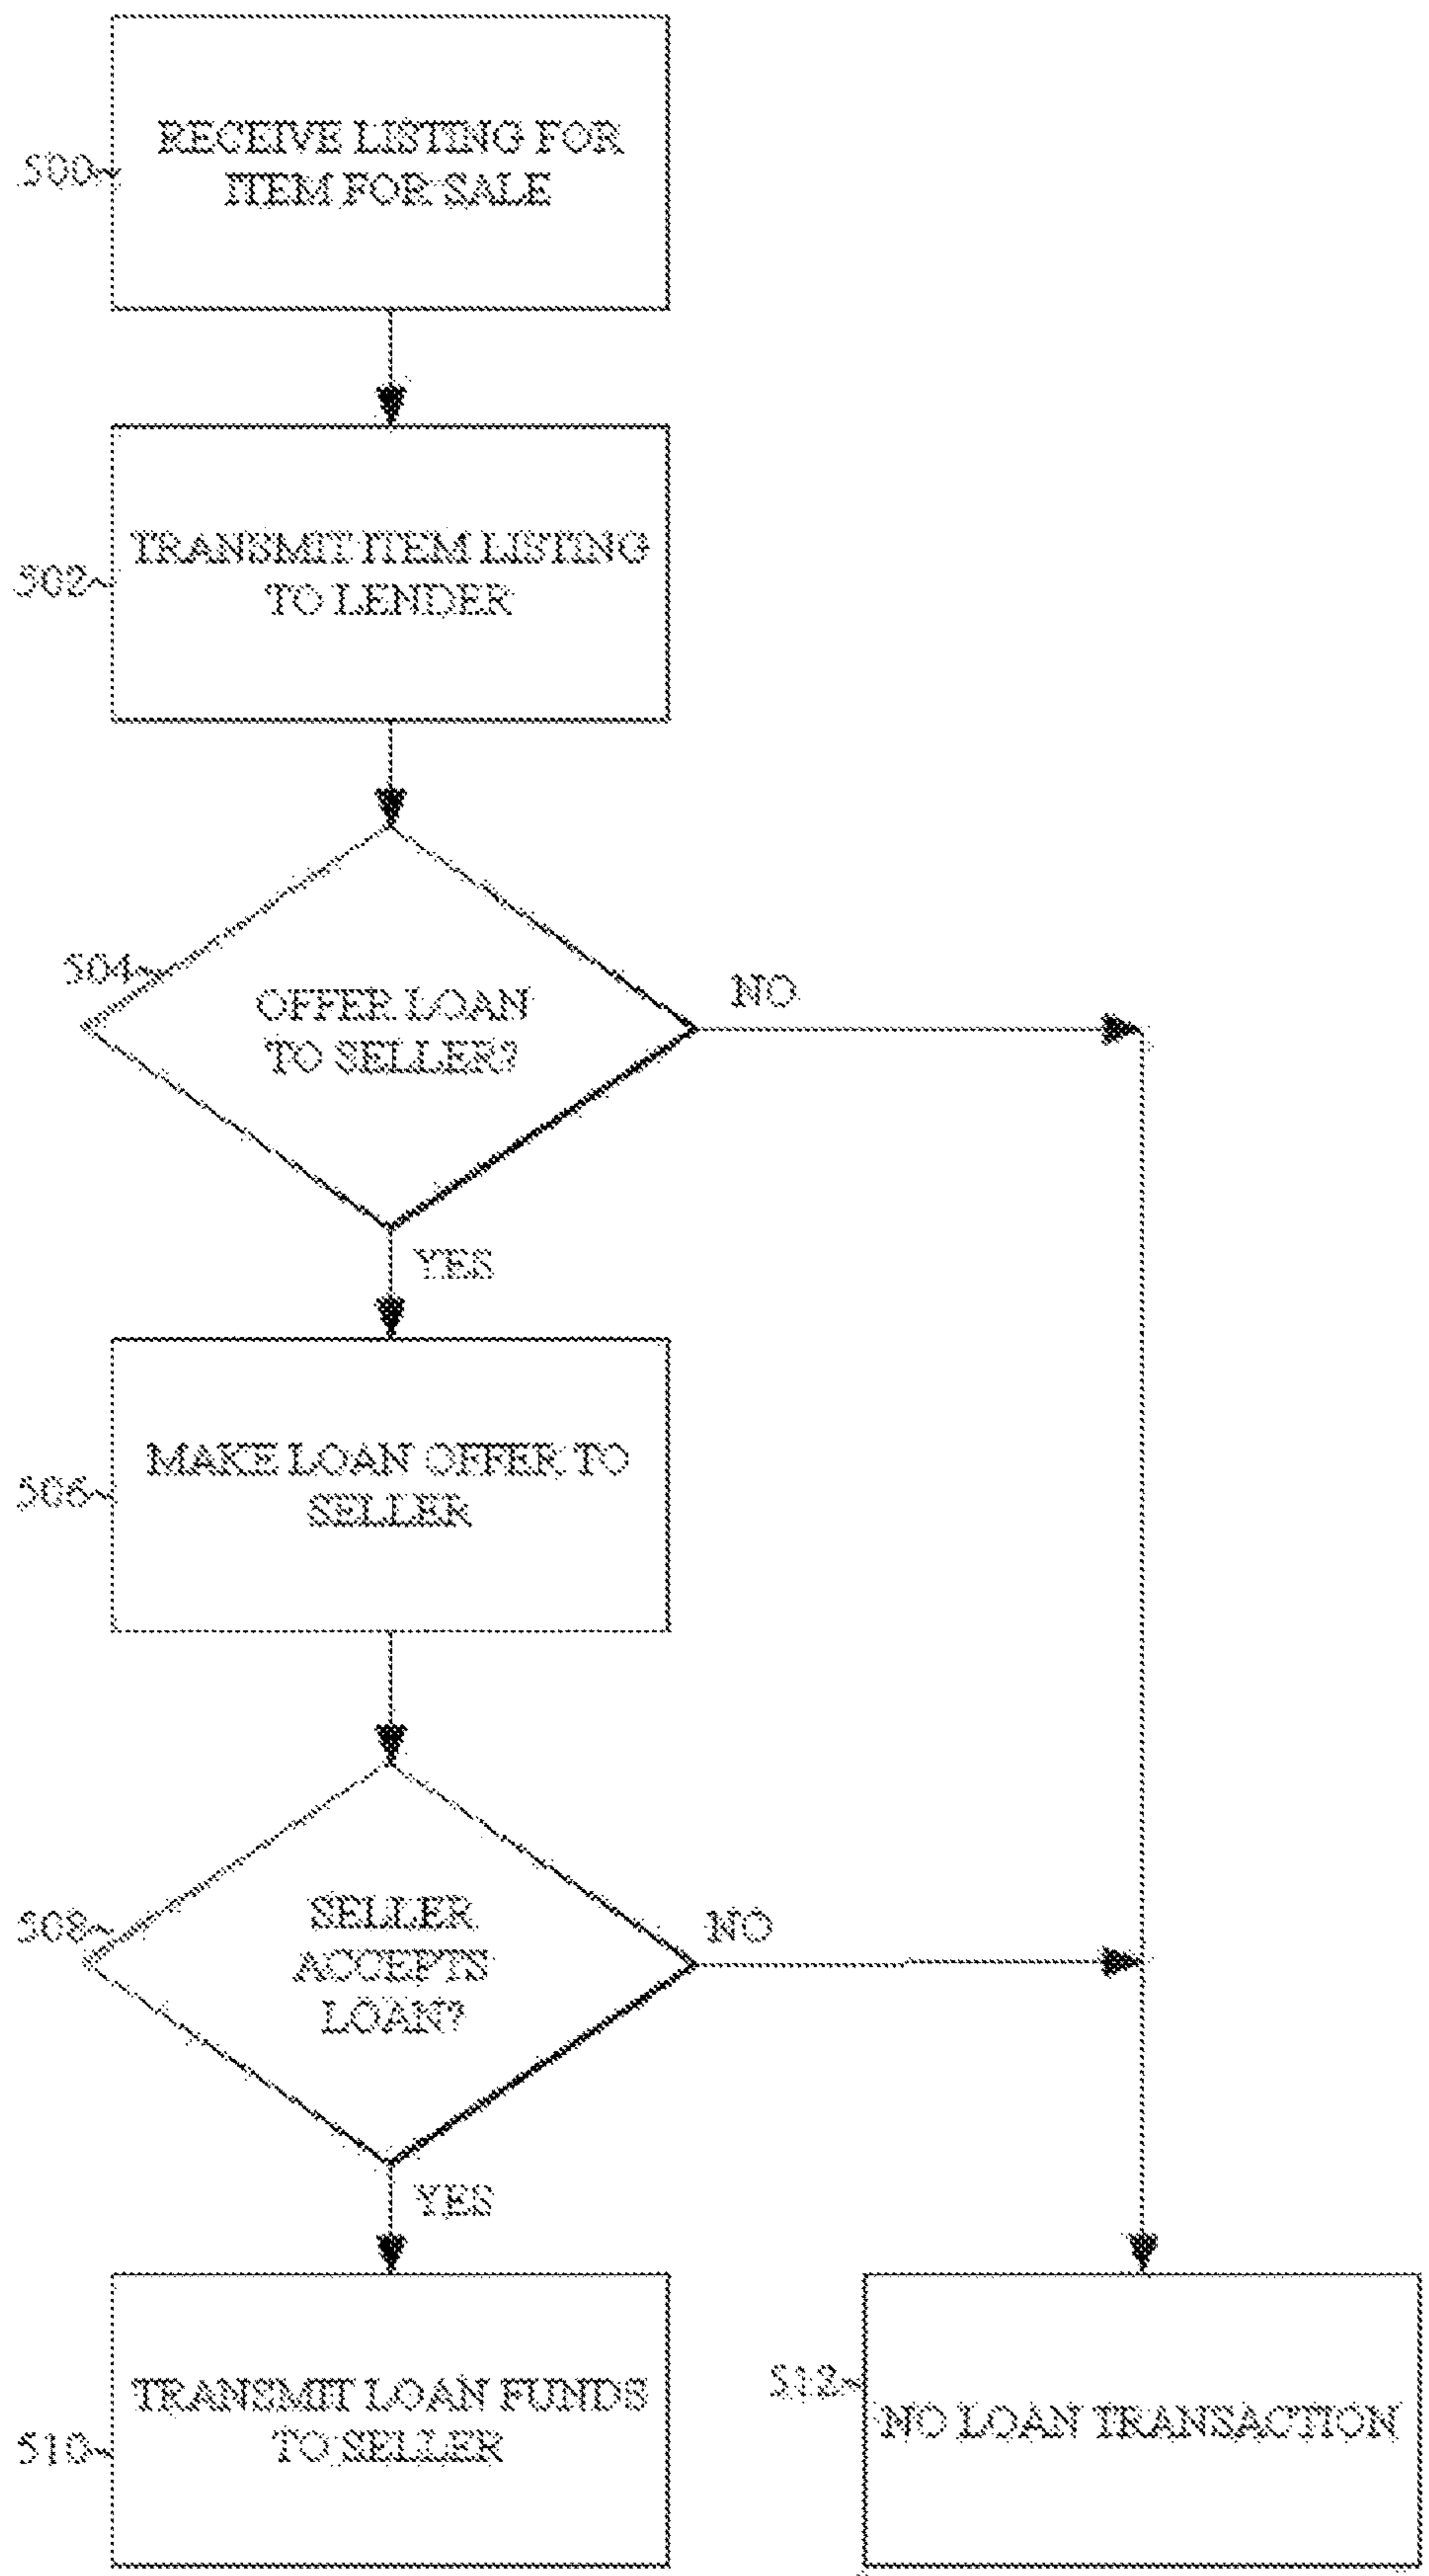 500
RECEIVE LISTING FOR
ITEM FOR SALE
502
TRANSMIT ITEM LISTING
TO LENDER
504
OFFER LOAN
TO SELLER?
NO
YES
506
MAKE LOAN OFFER TO
SELLER
508
SELLER
ACCEPTS
LOAN?
NO
YES
510
TRANSMIT LOAN FUNDS
TO SELLER
512
NO LOAN TRANSACTION